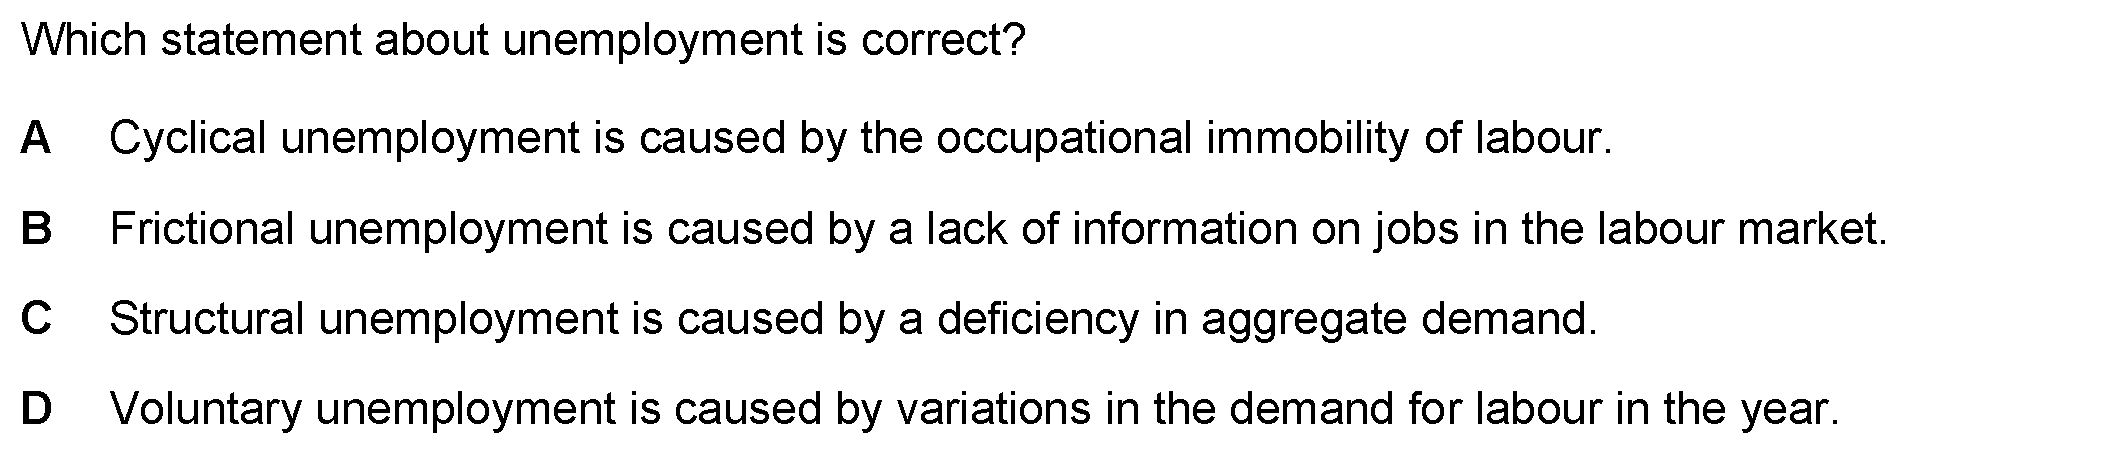 Which statement about unemployment is correct?
A Cyclical unemployment is caused by the occupational immobility of labour.
B Frictional unemployment is caused by a lack of information on jobs in the labour market.
C Structural unemployment is caused by a deficiency in aggregate demand.
D Voluntary unemployment is caused by variations in the demand for labour in the year.